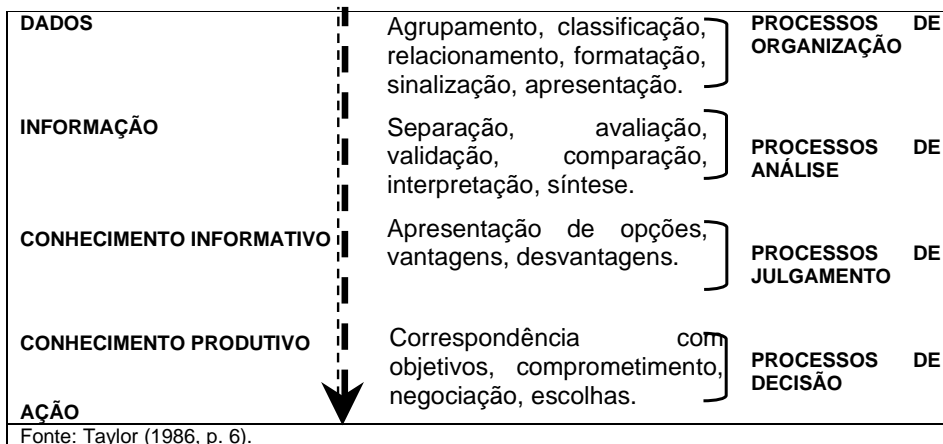 DADOS
Agrupamento, classificação,
relacionamento, formatação,
sinalização, apresentação.
PROCESSOS DE
ORGANIZAÇÃO
INFORMAÇÃO
Separação, avaliação,
validação, comparação,
interpretação, síntese.
PROCESSOS DE
ANÁLISE
CONHECIMENTO INFORMATIVO
Apresentação de opções,
vantagens, desvantagens.
PROCESSOS DE
JULGAMENTO
CONHECIMENTO PRODUTIVO
Correspondência com
objetivos, comprometimento,
negociação, escolhas.
PROCESSOS DE
DECISÃO
AÇÃO
Fonte: Taylor (1986, p. 6).